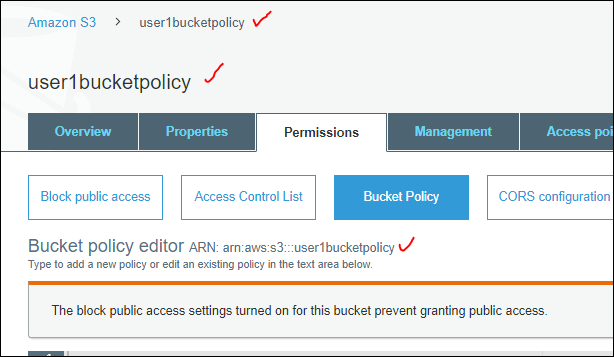 Amazon S3 > user1bucketpolicy
user1bucketpolicy
Overview Properties Permissions Management Access poi
Block public access Access Control List Bucket Policy CORS configuration
Bucket policy editor ARN: arn:aws:s3:::user1bucketpolicy
Type to add a new policy or edit an existing policy in the text area below.
The block public access settings turned on for this bucket prevent granting public access.